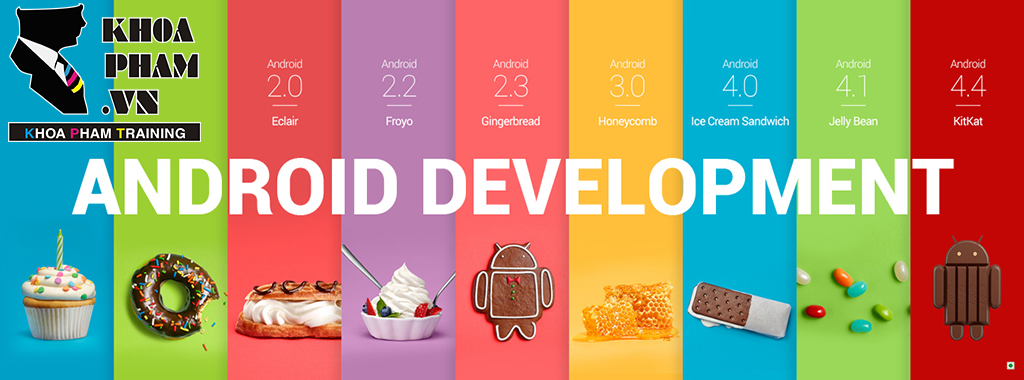 KHOA
PHAM
.VN
KHOA PHAM TRAINING
Android
2.0
Eclair
Android
2.2
Froyo
Android
2.3
Gingerbread
Android
3.0
Honeycomb
Android
4.0
Ice Cream Sandwich
Android
4.1
Jelly Bean
Android
4.4
KitKat
ANDROID DEVELOPMENT